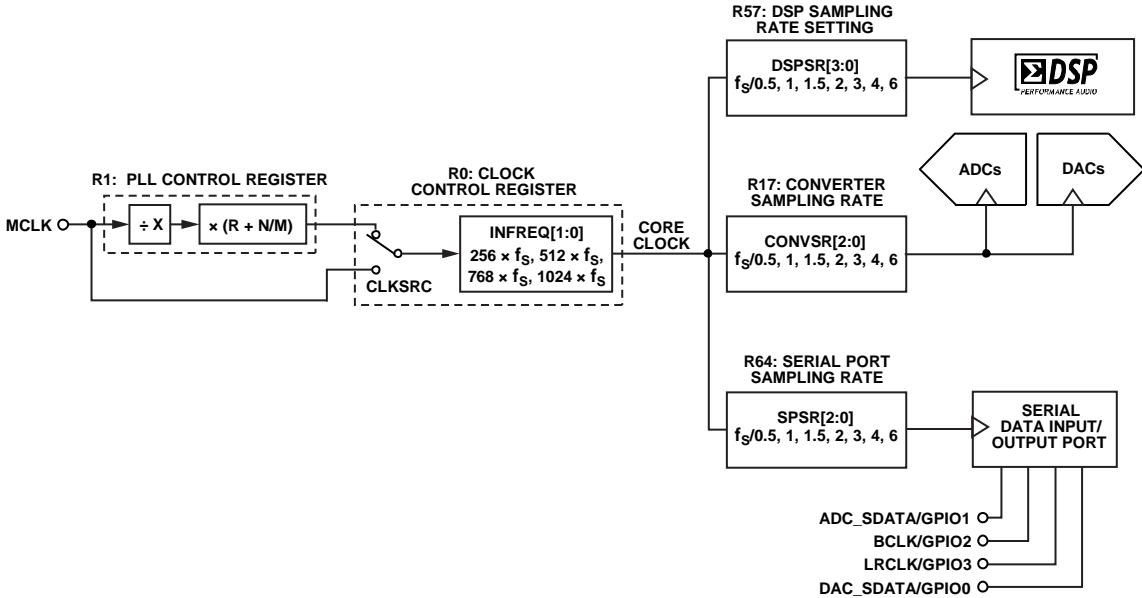 R57: DSP SAMPLING
RATE SETTING
DSPSR[3:0]
fS/0.5, 1, 1.5, 2, 3, 4, 6
DSP
PERFORMANCE AUDIO
ADCs
DACs
R1: PLL CONTROL REGISTER
R0: CLOCK
CONTROL REGISTER
R17: CONVERTER
SAMPLING RATE
MCLK
÷ X
× (R + N/M)
INFREQ[1:0]
256 × fS, 512 × fS,
768 × fS, 1024 × fS
CLKSRC
CORE
CLOCK
CONVSR[2:0]
fS/0.5, 1, 1.5, 2, 3, 4, 6
R64: SERIAL PORT
SAMPLING RATE
SPSR[2:0]
fS/0.5, 1, 1.5, 2, 3, 4, 6
SERIAL
DATA INPUT/
OUTPUT PORT
ADC_SDATA/GPIO1
BCLK/GPIO2
LRCLK/GPIO3
DAC_SDATA/GPIO0